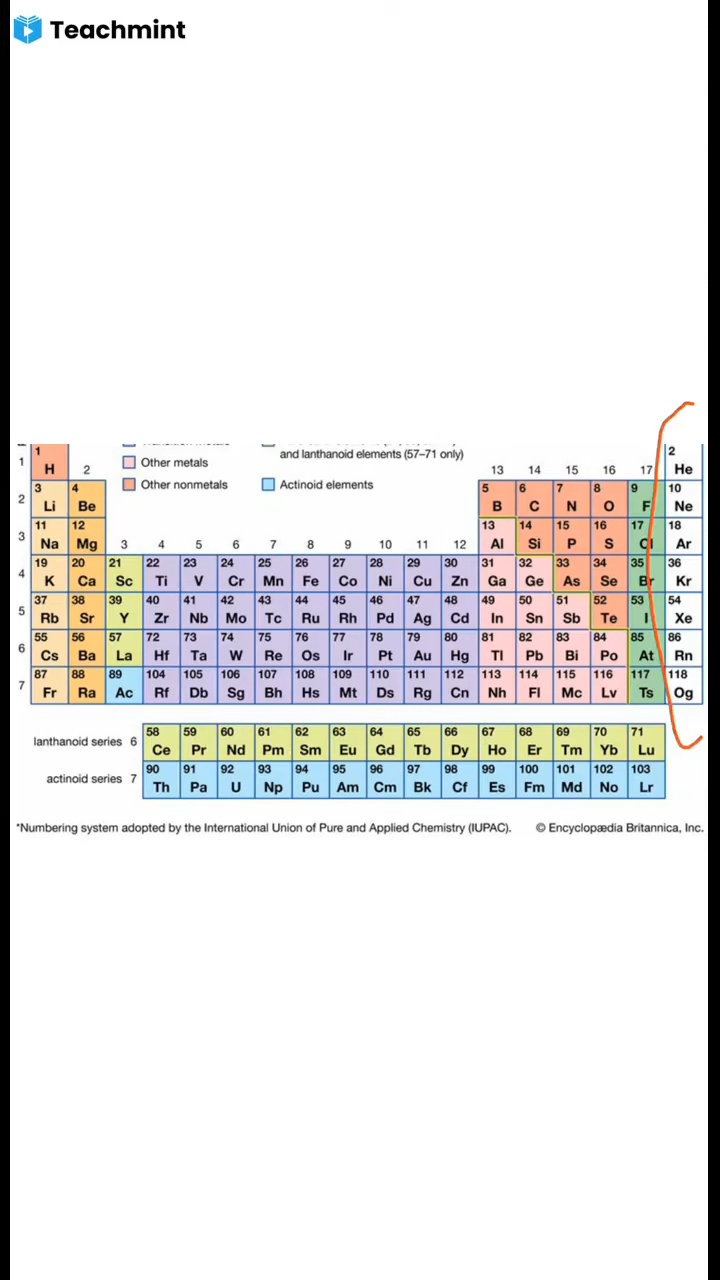 Teachmint
1 2
1 H 2 Other metals and lanthanoid elements (57–71 only) 13 14 15 16 17 He
Other nonmetals Actinoid elements
3 4 5 6 7 8 9 10
2 Li Be B C N O F Ne
11 12 13 14 15 16 17 18
3 Na Mg 3 4 5 6 7 8 9 10 11 12 Al Si P S Cl Ar
19 20 21 22 23 24 25 26 27 28 29 30 31 32 33 34 35 36
4 K Ca Sc Ti V Cr Mn Fe Co Ni Cu Zn Ga Ge As Se Br Kr
37 38 39 40 41 42 43 44 45 46 47 48 49 50 51 52 53 54
5 Rb Sr Y Zr Nb Mo Tc Ru Rh Pd Ag Cd In Sn Sb Te I Xe
55 56 57 72 73 74 75 76 77 78 79 80 81 82 83 84 85 86
6 Cs Ba La Hf Ta W Re Os Ir Pt Au Hg Tl Pb Bi Po At Rn
87 88 89 104 105 106 107 108 109 110 111 112 113 114 115 116 117 118
7 Fr Ra Ac Rf Db Sg Bh Hs Mt Ds Rg Cn Nh Fl Mc Lv Ts Og
58 59 60 61 62 63 64 65 66 67 68 69 70 71
lanthanoid series 6 Ce Pr Nd Pm Sm Eu Gd Tb Dy Ho Er Tm Yb Lu
90 91 92 93 94 95 96 97 98 99 100 101 102 103
actinoid series 7 Th Pa U Np Pu Am Cm Bk Cf Es Fm Md No Lr
*Numbering system adopted by the International Union of Pure and Applied Chemistry (IUPAC). © Encyclopædia Britannica, Inc.